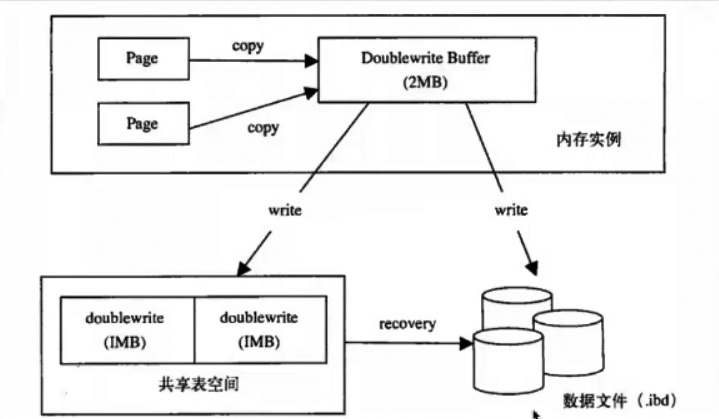 Page
copy
Doublewrite Buffer
(2MB)
Page
copy
内存实例
write
write
doublewrite
(IMB)
doublewrite
(IMB)
recovery
共享表空间
数据文件（.ibd）